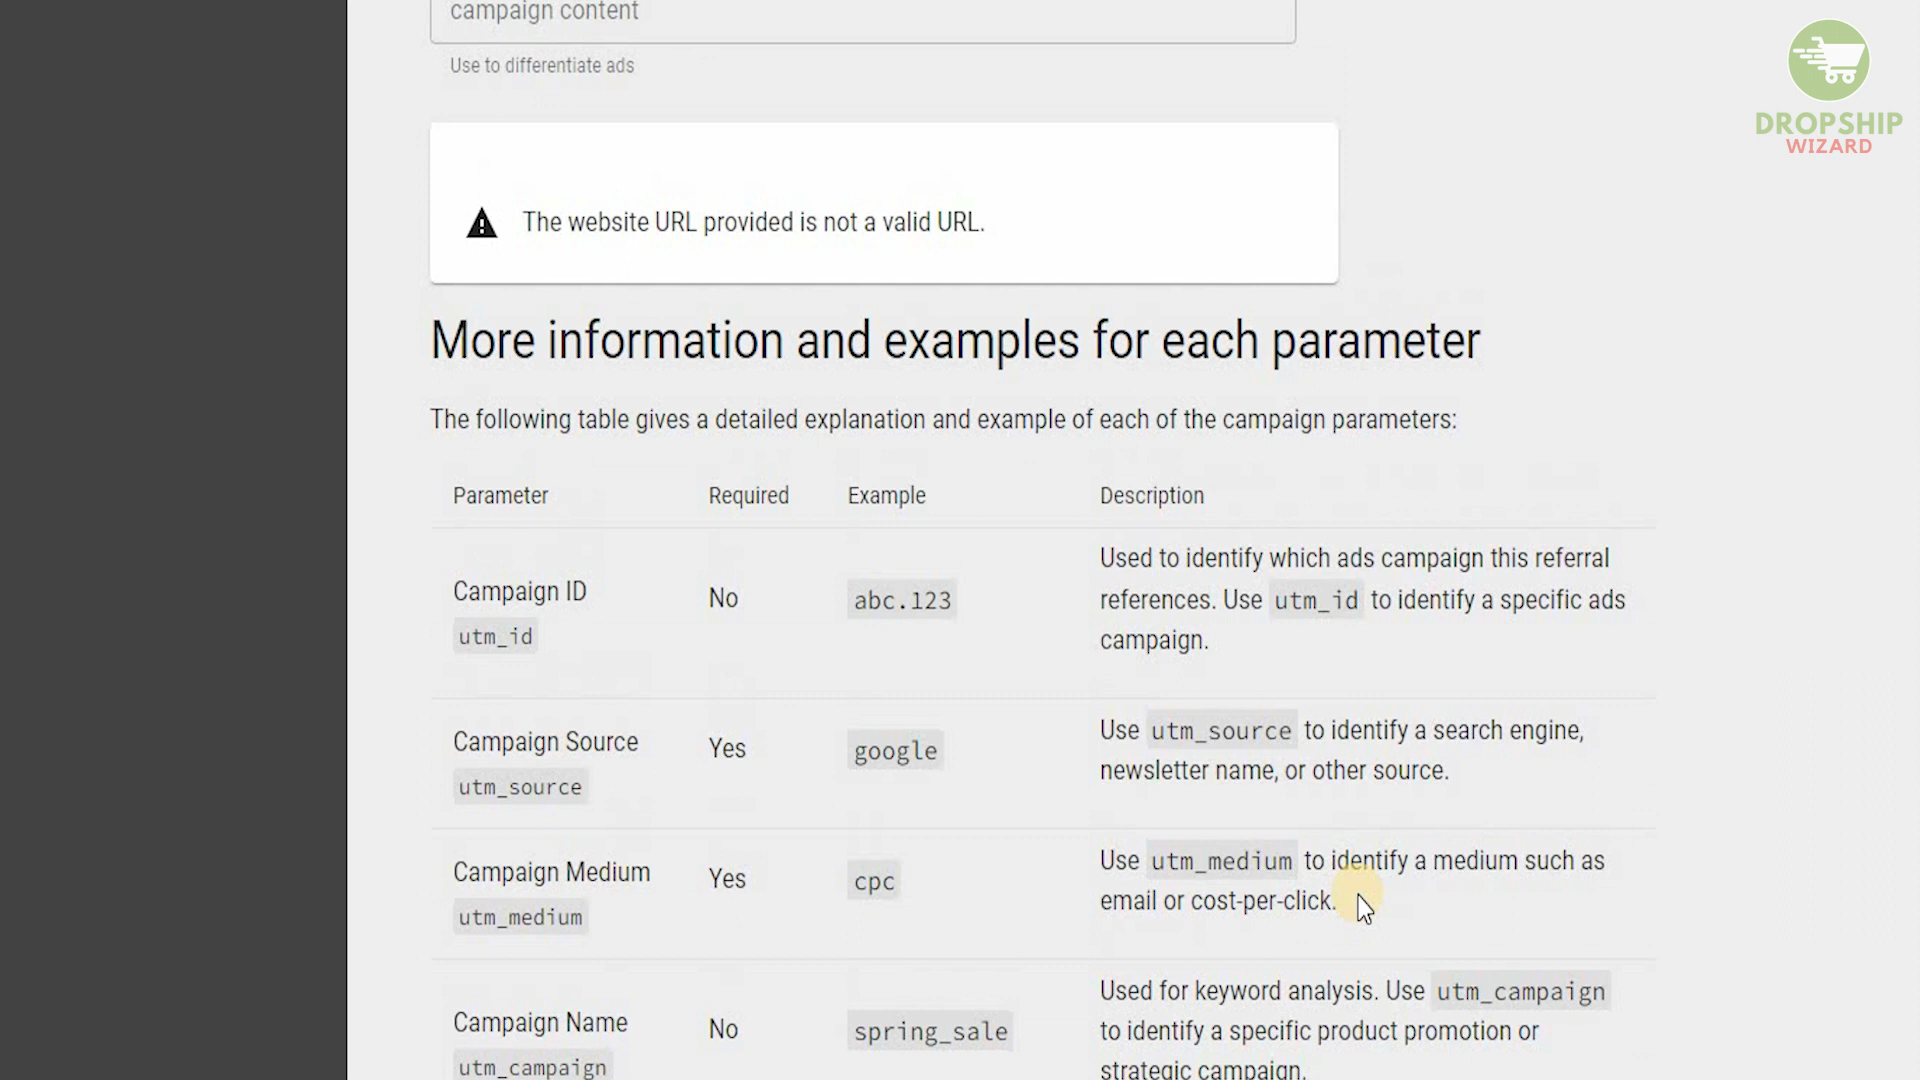 campaign content
Use to differentiate ads
DROPSHIP
WIZARD
The website URL provided is not a valid URL.
More information and examples for each parameter
The following table gives a detailed explanation and example of each of the campaign parameters:
Parameter Required Example Description
Campaign ID
utm_id
No
abc.123
Used to identify which ads campaign this referral
references. Use utm_id to identify a specific ads
campaign.
Campaign Source
utm_source
Yes
google
Use utm_source to identify a search engine,
newsletter name, or other source.
Campaign Medium
utm_medium
Yes
cpc
Use utm_medium to identify a medium such as
email or cost-per-click.
Campaign Name
utm_campaign
No
spring_sale
Used for keyword analysis. Use utm_campaign
to identify a specific product promotion or
strategic campaign.